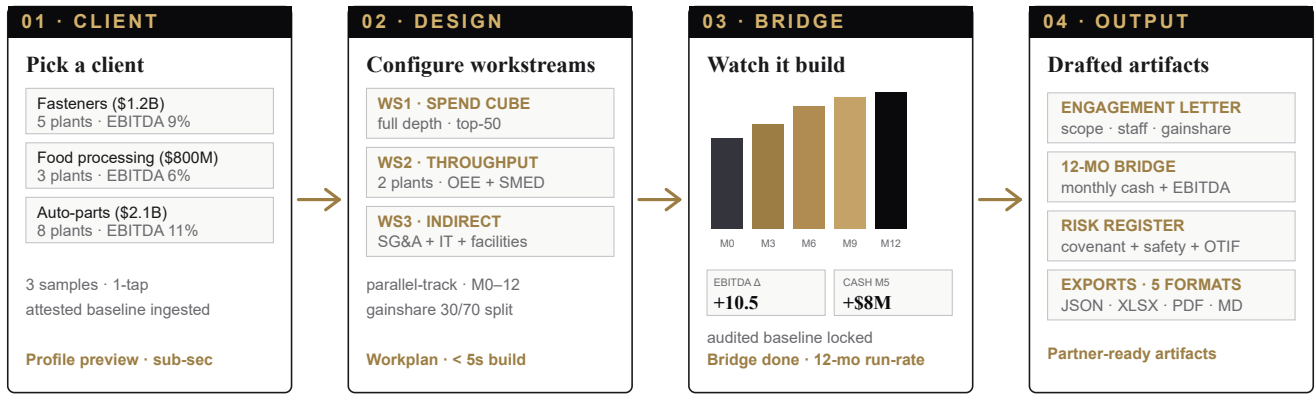 01 · CLIENT
Pick a client
Fasteners ($1.2B)
5 plants · EBITDA 9%
Food processing ($800M)
3 plants · EBITDA 6%
Auto-parts ($2.1B)
8 plants · EBITDA 11%
3 samples · 1-tap
attested baseline ingested
Profile preview · sub-sec
02 · DESIGN
Configure workstreams
WS1 · SPEND CUBE
full depth · top-50
WS2 · THROUGHPUT
2 plants · OEE + SMED
WS3 · INDIRECT
SG&A + IT + facilities
parallel-track · M0–12
gainshare 30/70 split
Workplan · < 5s build
03 · BRIDGE
Watch it build
M0 M3 M6 M9 M12
EBITDA Δ
+10.5
CASH M5
+$8M
audited baseline locked
Bridge done · 12-mo run-rate
04 · OUTPUT
Drafted artifacts
ENGAGEMENT LETTER
scope · staff · gainshare
12-MO BRIDGE
monthly cash + EBITDA
RISK REGISTER
covenant + safety + OTIF
EXPORTS · 5 FORMATS
JSON · XLSX · PDF · MD
Partner-ready artifacts